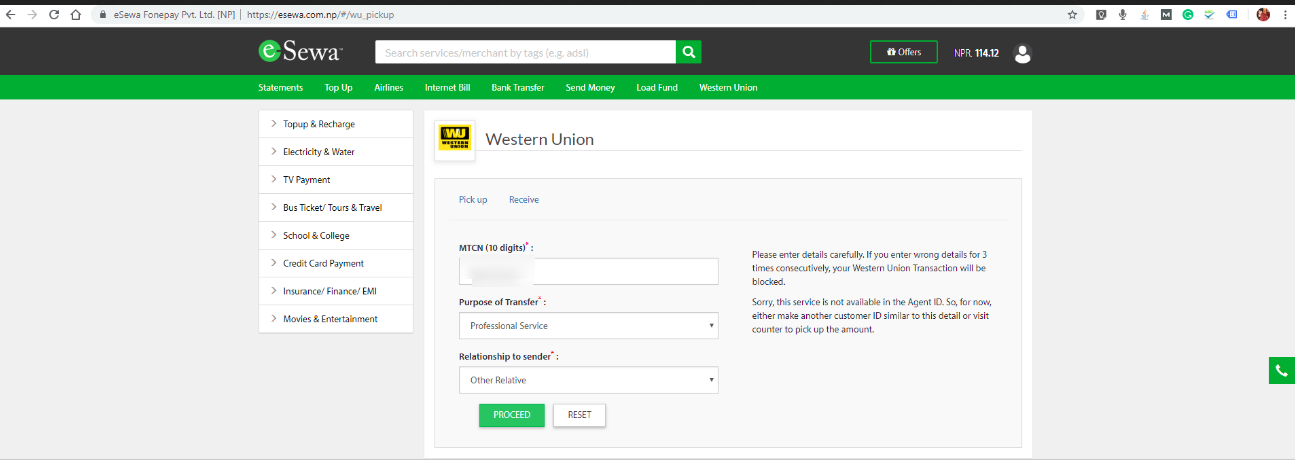 eSewa Fonepay Pvt. Ltd. [NP] | https://esewa.com.np/#/wu_pickup
e-Sewa™ Search services/merchant by tags (e.g. adsl) Offers NPR 114.12
Statements Top Up Airlines Internet Bill Bank Transfer Send Money Load Fund Western Union
Topup & Recharge
Electricity & Water
TV Payment
Bus Ticket/ Tours & Travel
School & College
Credit Card Payment
Insurance/ Finance/ EMI
Movies & Entertainment
WU
WESTERN
UNION
Western Union
Pick up Receive
MTCN (10 digits)* :
Purpose of Transfer* :
Professional Service
Relationship to sender* :
Other Relative
PROCEED RESET
Please enter details carefully. If you enter wrong details for 3
times consecutively, your Western Union Transaction will be
blocked.
Sorry, this service is not available in the Agent ID. So, for now,
either make another customer ID similar to this detail or visit
counter to pick up the amount.